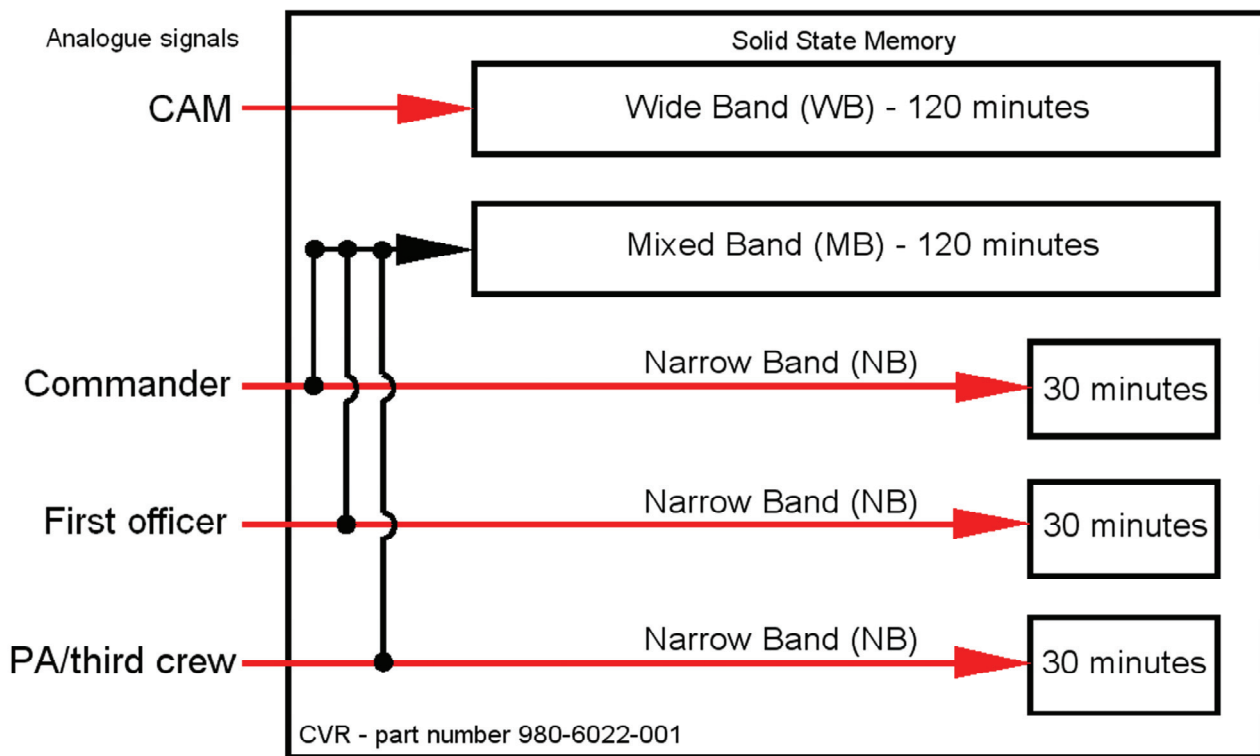 Analogue signals
Solid State Memory
CAM
Wide Band (WB) - 120 minutes
Mixed Band (MB) - 120 minutes
Commander
Narrow Band (NB)
30 minutes
First officer
Narrow Band (NB)
30 minutes
PA/third crew
Narrow Band (NB)
30 minutes
CVR - part number 980-6022-001